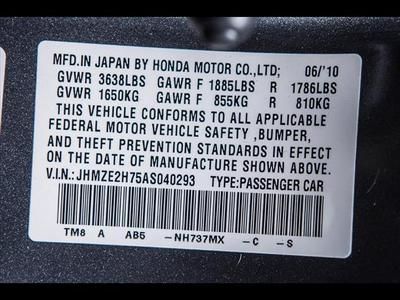 MFD.IN JAPAN BY HONDA MOTOR CO.,LTD; 06/'10
GVWR 3638LBS GAWR F 1885LBS R 1786LBS
GVWR 1650KG GAWR F 855KG R 810KG
THIS VEHICLE CONFORMS TO ALL APPLICABLE
FEDERAL MOTOR VEHICLE SAFETY ,BUMPER,
AND THEFT PREVENTION STANDARDS IN EFFECT
ON THE DATE OF MANUFACTURE SHOWN ABOVE.
V.I.N.: JHMZE2H75AS040293 TYPE:PASSENGER CAR
TM8 A AB5 -NH737MX -C -S